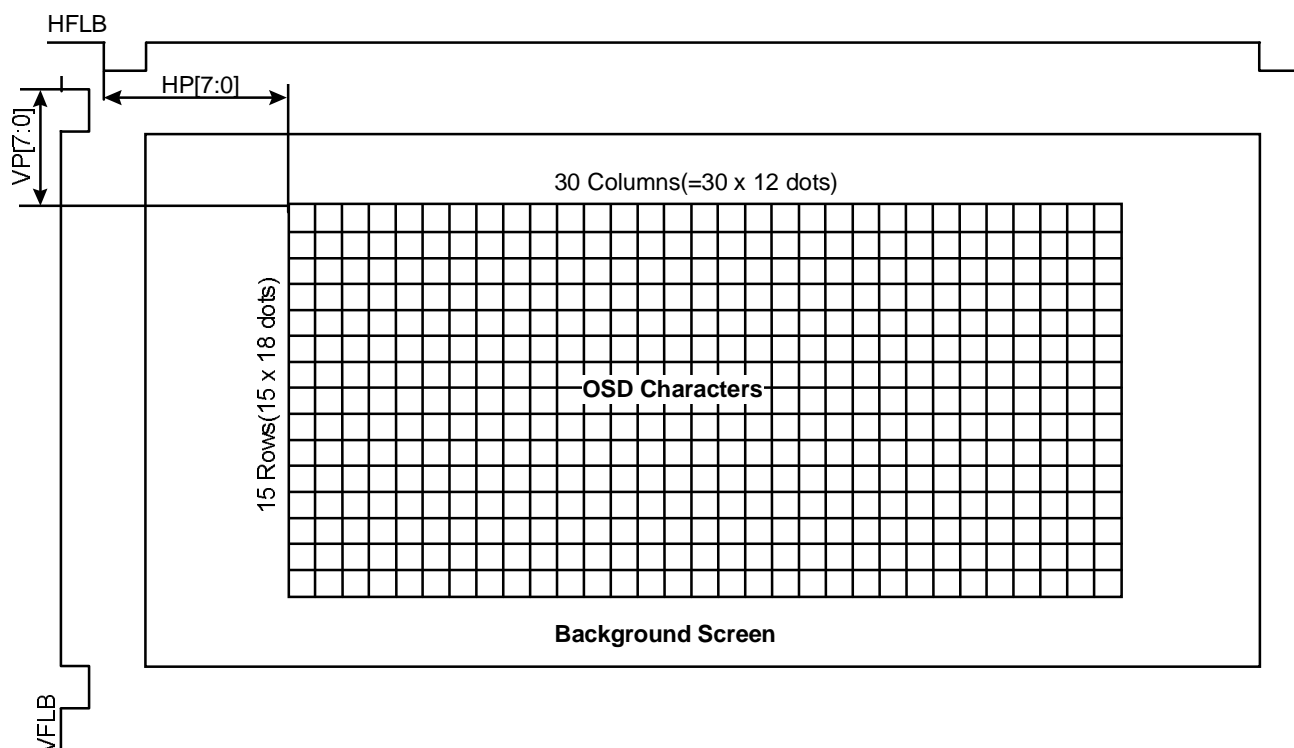 HFLB
HP[7:0]
VP[7:0]
30 Columns(=30 x 12 dots)
15 Rows(15 x 18 dots)
OSD Characters
Background Screen
VFLB